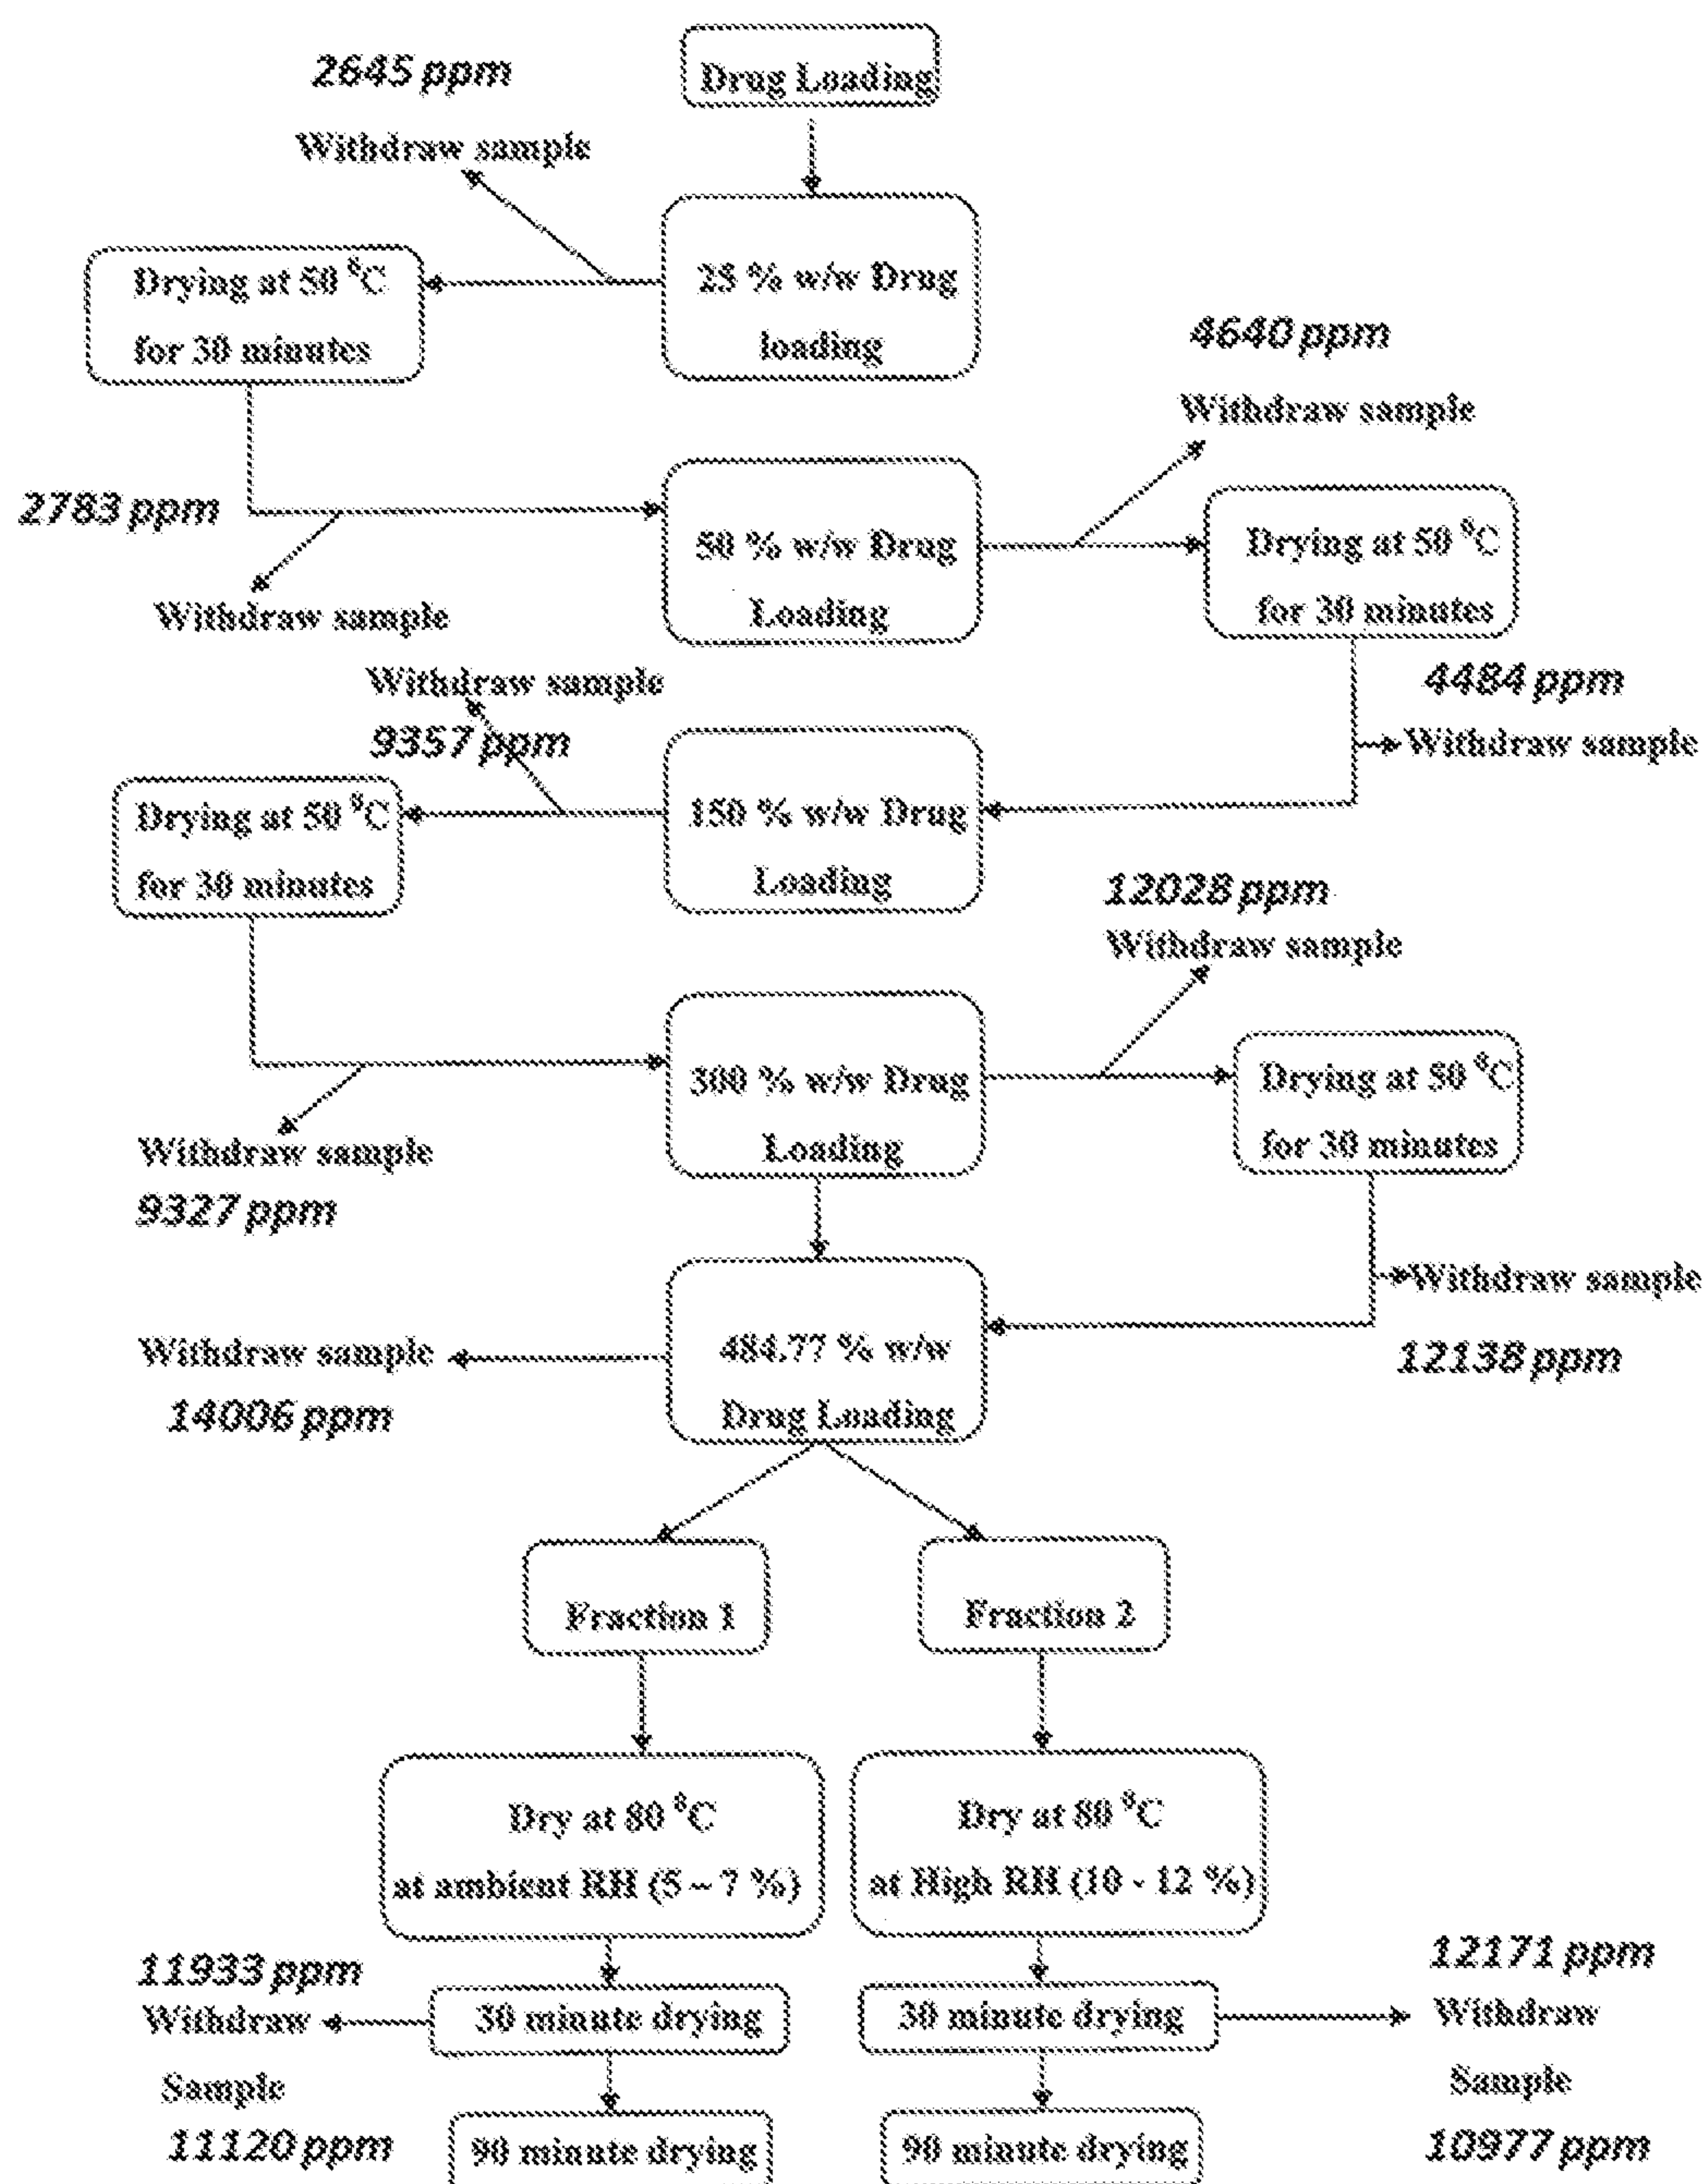 2645 ppm
Drug Loading
Withdraw sample
25 % w/w Drug
loading
Drying at 50 ⁰C
for 30 minutes
4640 ppm
Withdraw sample
2783 ppm
Withdraw sample
50 % w/w Drug
Loading
Drying at 50 ⁰C
for 30 minutes
4484 ppm
Withdraw sample
Withdraw sample
9357 ppm
150 % w/w Drug
Loading
Drying at 50 ⁰C
for 30 minutes
12028 ppm
Withdraw sample
300 % w/w Drug
Loading
Drying at 50 ⁰C
for 30 minutes
Withdraw sample
9327 ppm
Withdraw sample
12138 ppm
484.77 % w/w
Drug Loading
Withdraw sample
14006 ppm
Fraction 1
Fraction 2
Dry at 80 ⁰C
at ambient RH (5 – 7 %)
Dry at 80 ⁰C
at High RH (10 - 12 %)
11933 ppm
Withdraw
Sample
11120 ppm
30 minute drying
90 minute drying
30 minute drying
90 minute drying
12171 ppm
Withdraw
Sample
10977 ppm